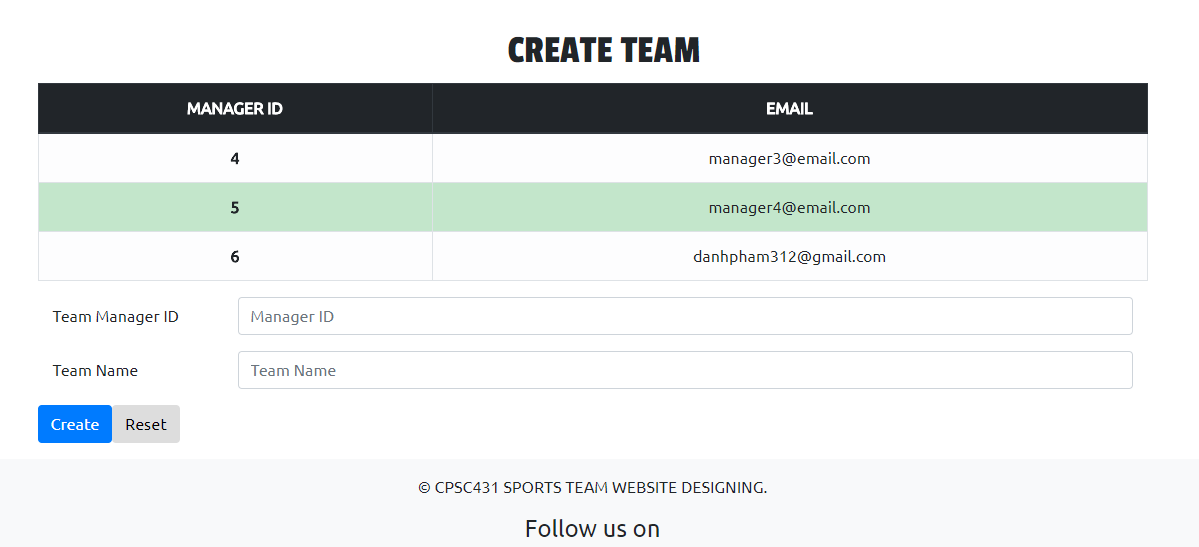 CREATE TEAM
MANAGER ID EMAIL
4 manager3@email.com
5 manager4@email.com
6 danhpham312@gmail.com
Team Manager ID Manager ID
Team Name Team Name
Create Reset
© CPSC431 SPORTS TEAM WEBSITE DESIGNING.
Follow us on